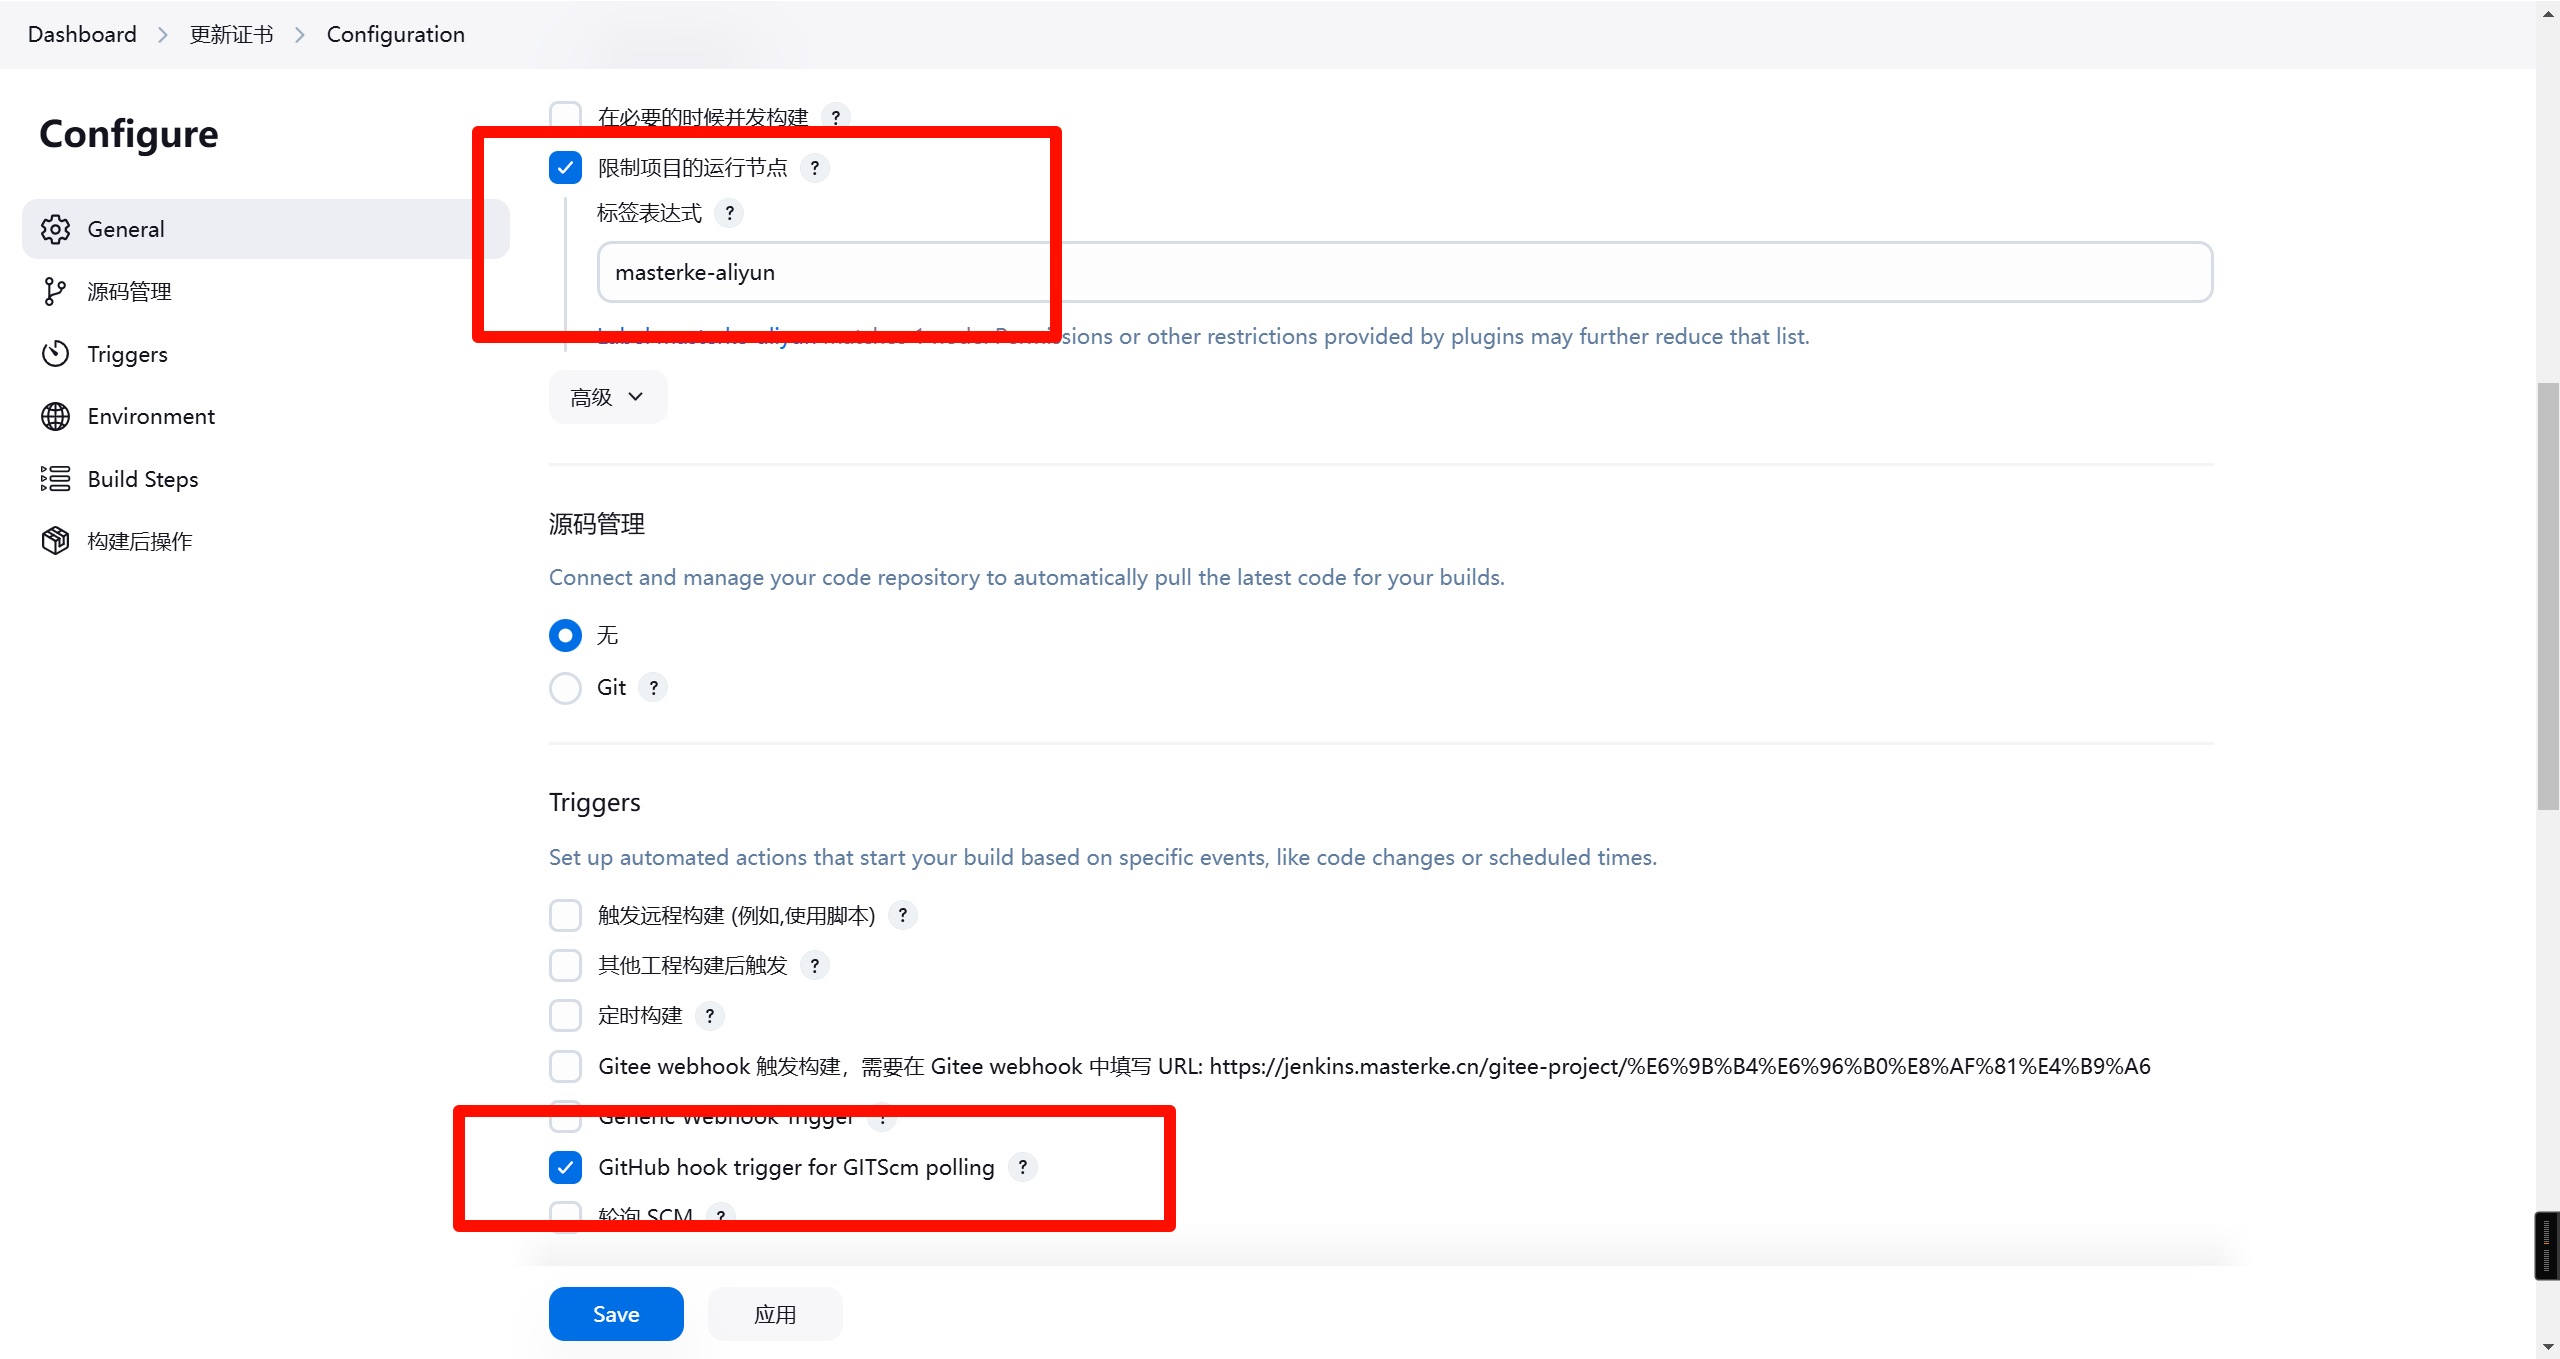 Dashboard > 更新证书 > Configuration
Configure
General
源码管理
Triggers
Environment
Build Steps
构建后操作
在必要的时候并发构建 ?
限制项目的运行节点 ?
标签表达式 ?
masterke-aliyun
Label masterke-aliyun matches 1 node. Permissions or other restrictions provided by plugins may further reduce that list.
高级
源码管理
Connect and manage your code repository to automatically pull the latest code for your builds.
无
Git ?
Triggers
Set up automated actions that start your build based on specific events, like code changes or scheduled times.
触发远程构建 (例如,使用脚本) ?
其他工程构建后触发 ?
定时构建 ?
Gitee webhook 触发构建，需要在 Gitee webhook 中填写 URL: https://jenkins.masterke.cn/gitee-project/%E6%9B%B4%E6%96%B0%E8%AF%81%E4%B9%A6
Generic Webhook Trigger ?
GitHub hook trigger for GITScm polling ?
轮询 SCM ?
Save
应用